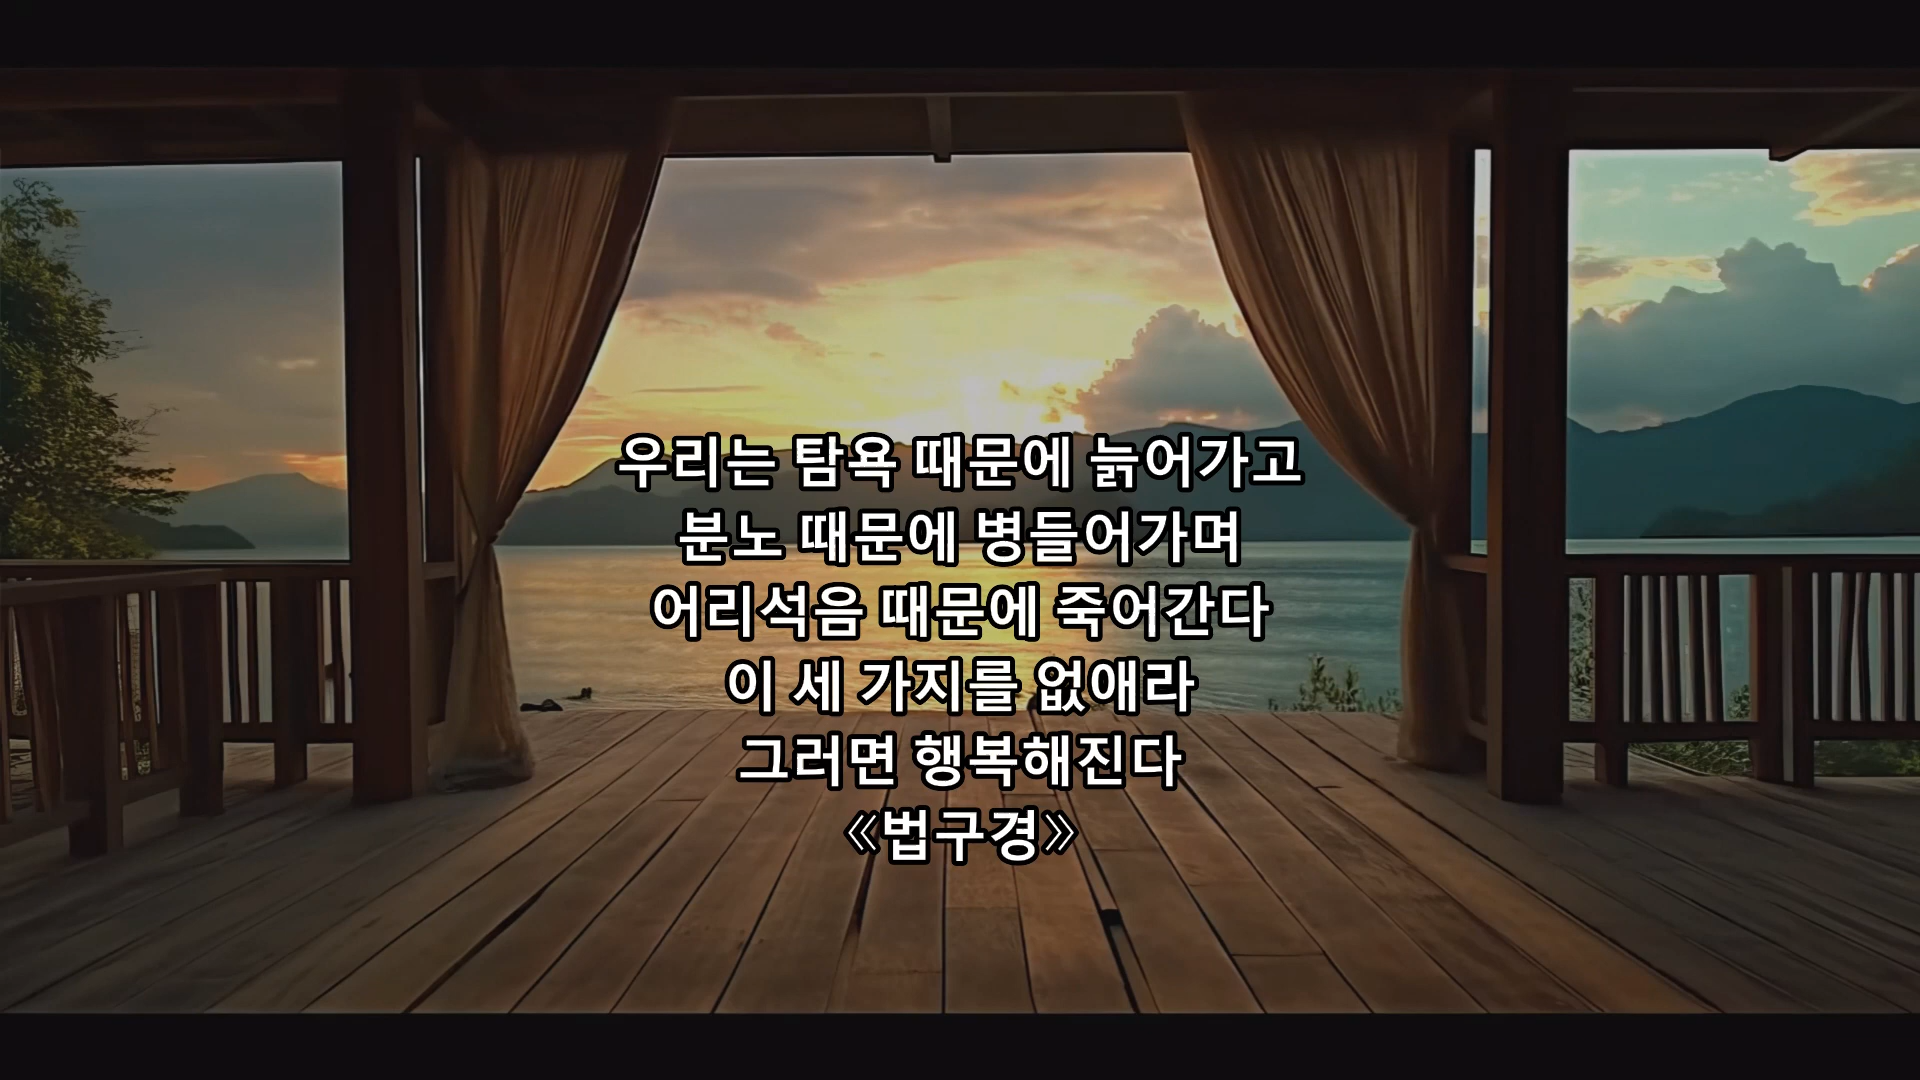 우리는 탐욕 때문에 늙어가고
분노 때문에 병들어가며
어리석음 때문에 죽어간다
이 세 가지를 없애라
그러면 행복해진다
《법구경》